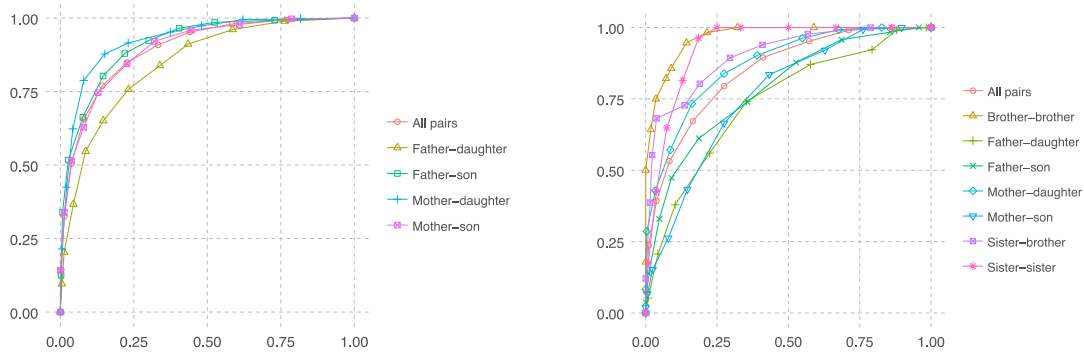 1.00
0.75
0.50
0.25
0.00
0.00 0.25 0.50 0.75 1.00
All pairs
Father–daughter
Father–son
Mother–daughter
Mother–son
1.00
0.75
0.50
0.25
0.00
0.00 0.25 0.50 0.75 1.00
All pairs
Brother–brother
Father–daughter
Father–son
Mother–daughter
Mother–son
Sister–brother
Sister–sister